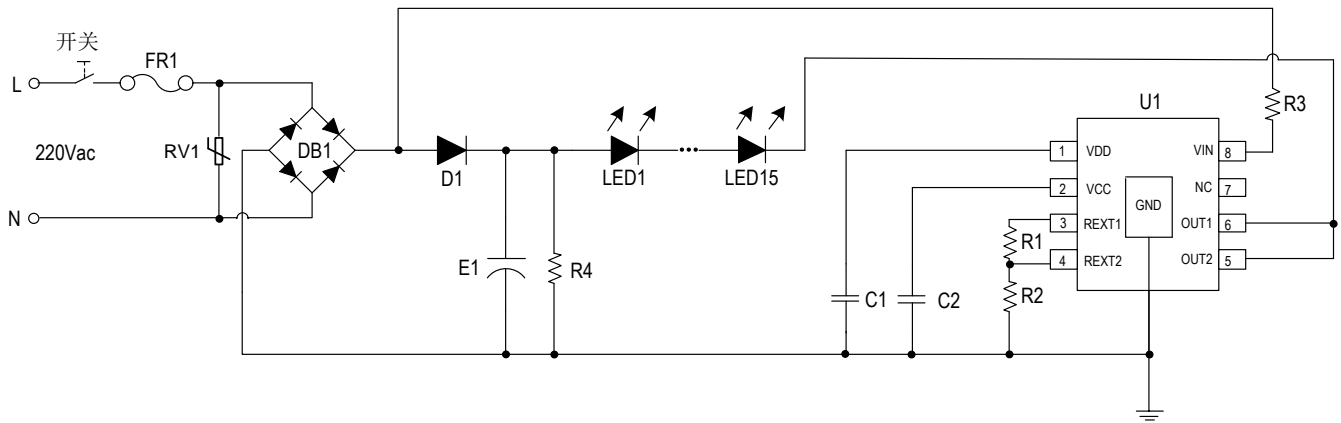 开关
FR1
L
220Vac
RV1
DB1
N
D1
E1
R4
LED1
•••
LED15
C1
C2
R1
R2
U1
R3
1 VDD
2 VCC
3 REXT1
4 REXT2
GND
VIN 8
NC 7
OUT1 6
OUT2 5